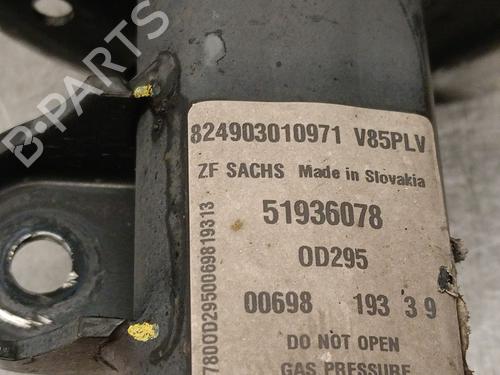 B-PARTS
824903010971 V85PLV
ZF SACHS Made in Slovakia
51936078
OD295
00698 193 3 9
DO NOT OPEN
GAS PRESSURE
7800OD2950069819313